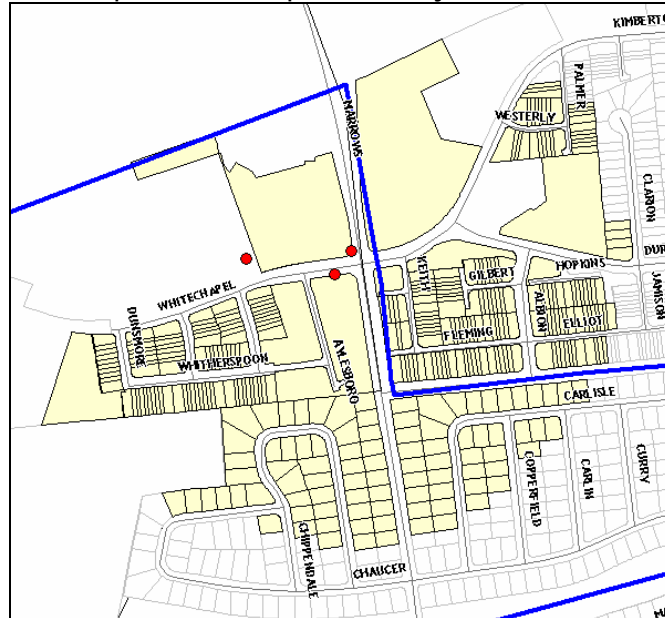 KIMBERTO
PALMER
MARROWS
WESTERLY
CLARION
KEITH
GILBERT
HOPKINS
DUR
WHITECHAPEL
DUNSMORE
ALBION
JAMISON
FLEMING
ELLIOT
WHITHERSPOON
AYLESBORO
CARLISLE
COPPERFIELD
CARLIN
CURRY
CHIPPENDALE
CHAUCER